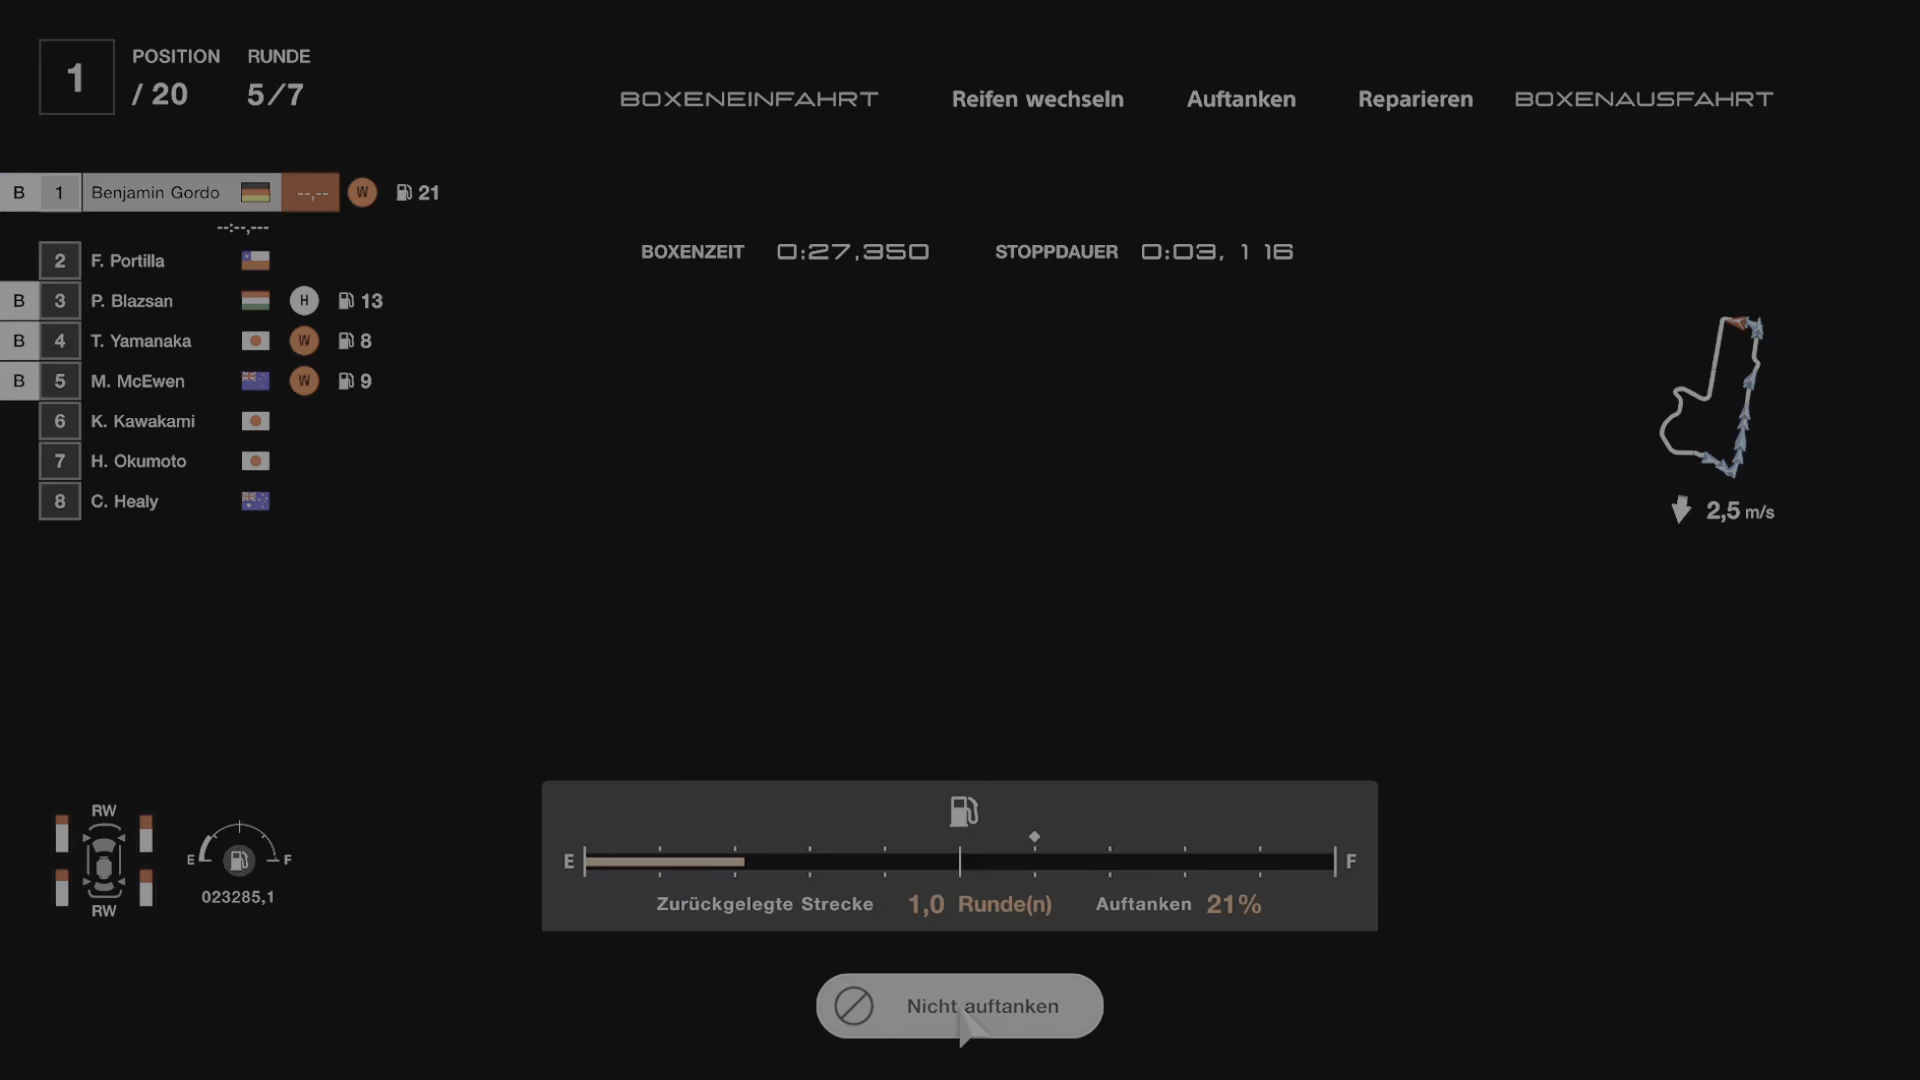 1 POSITION / 20 RUNDE 5/7
BOXENEINFAHRT Reifen wechseln Auftanken Reparieren BOXENAUSFAHRT
B 1 Benjamin Gordo --,-- W 21
--:--,---
2 F. Portilla
B 3 P. Blazsan H 13
B 4 T. Yamanaka W 8
B 5 M. McEwen W 9
6 K. Kawakami
7 H. Okumoto
8 C. Healy
BOXENZEIT 0:27,350 STOPPDAUER 0:03,116
2,5 m/s
RW
RW
E F
023285,1
E F
Zurückgelegte Strecke 1,0 Runde(n) Auftanken 21%
Nicht auftanken